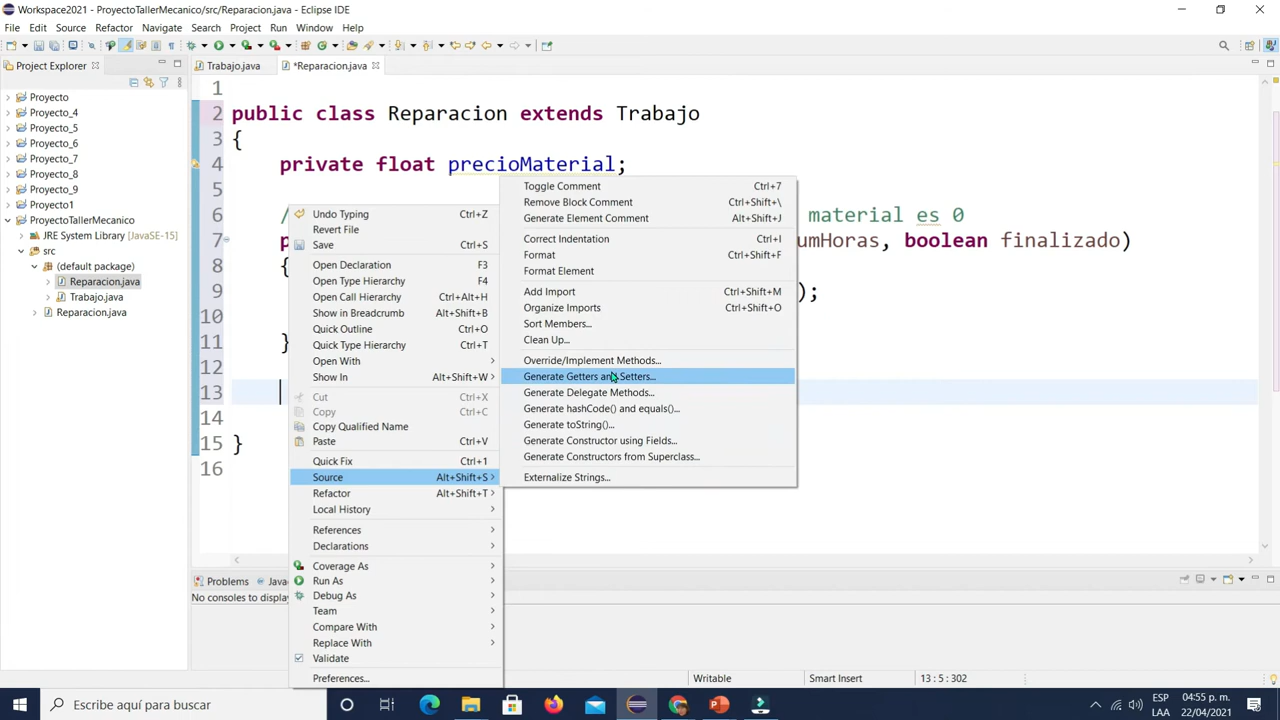 Workspace2021 - ProyectoTallerMecanico/src/Reparacion.java - Eclipse IDE
File Edit Source Refactor Navigate Search Project Run Window Help
Project Explorer
Trabajo.java
*Reparacion.java
Proyecto
Proyecto_4
Proyecto_5
Proyecto_6
Proyecto_7
Proyecto_8
Proyecto_9
Proyecto1
ProyectoTallerMecanico
JRE System Library [JavaSE-15]
src
(default package)
Reparacion.java
Trabajo.java
Reparacion.java
1
2 public class Reparacion extends Trabajo
3 {
4 private float precioMaterial;
5
6 / material es 0
7 p umHoras, boolean finalizado)
8 {
9 );
10
11 }
12
13
14
15 }
16
Undo Typing Ctrl+Z
Revert File
Save Ctrl+S
Open Declaration F3
Open Type Hierarchy F4
Open Call Hierarchy Ctrl+Alt+H
Show in Breadcrumb Alt+Shift+B
Quick Outline Ctrl+O
Quick Type Hierarchy Ctrl+T
Open With
Show In Alt+Shift+W
Cut Ctrl+X
Copy Ctrl+C
Copy Qualified Name
Paste Ctrl+V
Quick Fix Ctrl+1
Source Alt+Shift+S
Refactor Alt+Shift+T
Local History
References
Declarations
Coverage As
Run As
Debug As
Team
Compare With
Replace With
Validate
Preferences...
Toggle Comment Ctrl+7
Remove Block Comment Ctrl+Shift+\
Generate Element Comment Alt+Shift+J
Correct Indentation Ctrl+I
Format Ctrl+Shift+F
Format Element
Add Import Ctrl+Shift+M
Organize Imports Ctrl+Shift+O
Sort Members...
Clean Up...
Override/Implement Methods...
Generate Getters and Setters...
Generate Delegate Methods...
Generate hashCode() and equals()...
Generate toString()...
Generate Constructor using Fields...
Generate Constructors from Superclass...
Externalize Strings...
Problems Java
No consoles to display
Writable Smart Insert 13 : 5 : 302
Escribe aquí para buscar
ESP
LAA
04:55 p. m.
22/04/2021